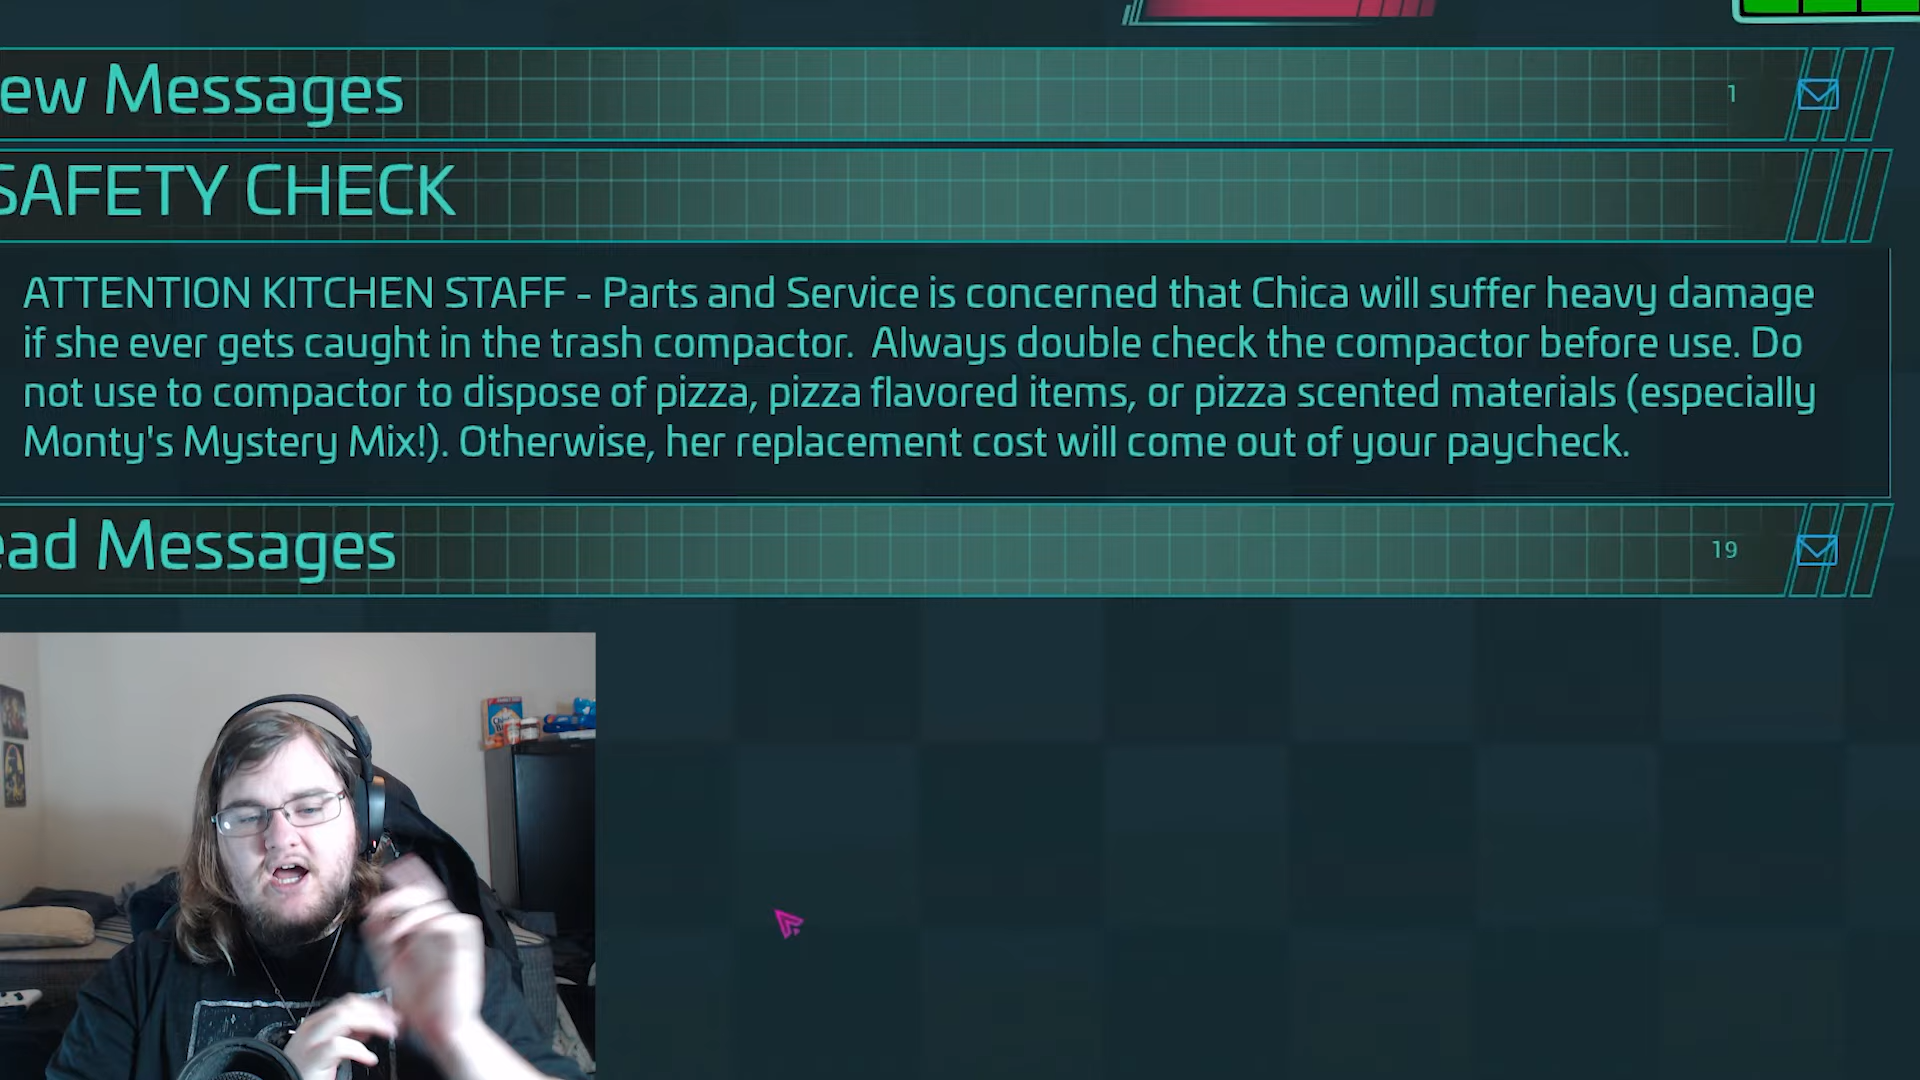 ew Messages
1
SAFETY CHECK
ATTENTION KITCHEN STAFF - Parts and Service is concerned that Chica will suffer heavy damage
if she ever gets caught in the trash compactor. Always double check the compactor before use. Do
not use to compactor to dispose of pizza, pizza flavored items, or pizza scented materials (especially
Monty's Mystery Mix!). Otherwise, her replacement cost will come out of your paycheck.
ead Messages
19